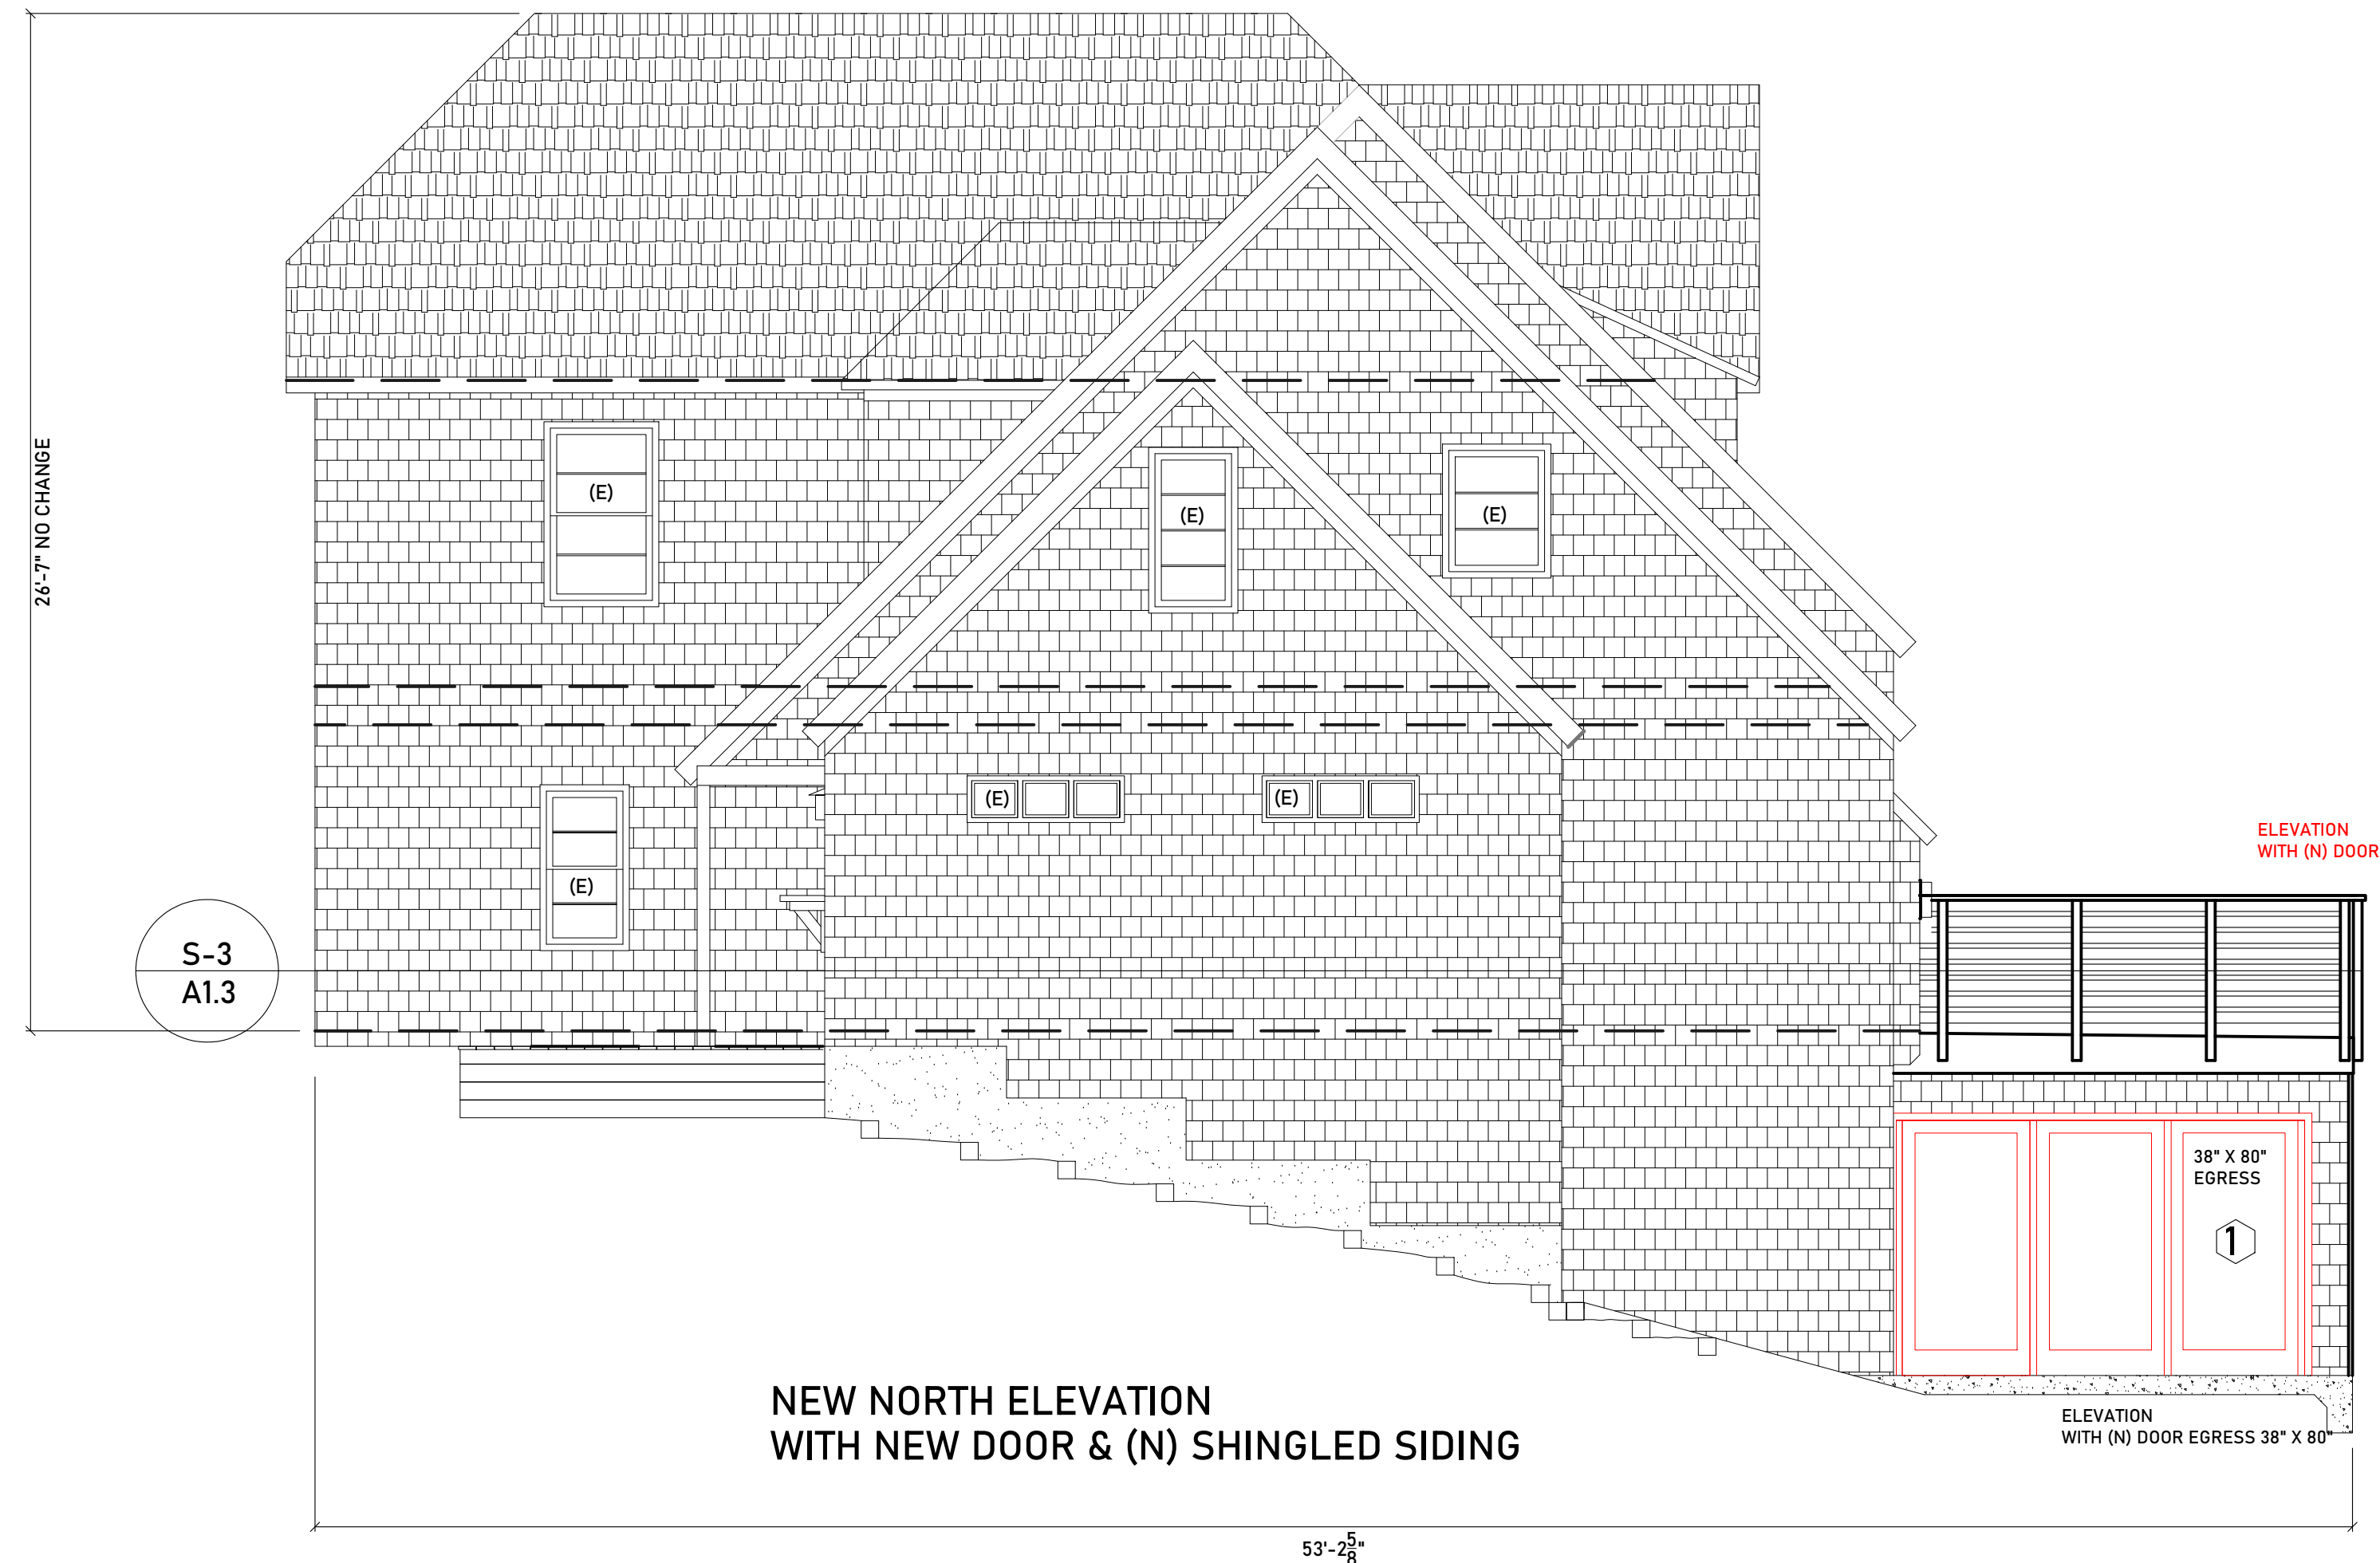 26'-7" NO CHANGE
(E)
(E)
(E)
(E)
(E)
(E)
ELEVATION
WITH (N) DOOR
S-3
A1.3
38" X 80"
EGRESS
1
NEW NORTH ELEVATION
WITH NEW DOOR & (N) SHINGLED SIDING
ELEVATION
WITH (N) DOOR EGRESS 38" X 80"
53'-2 5/8"